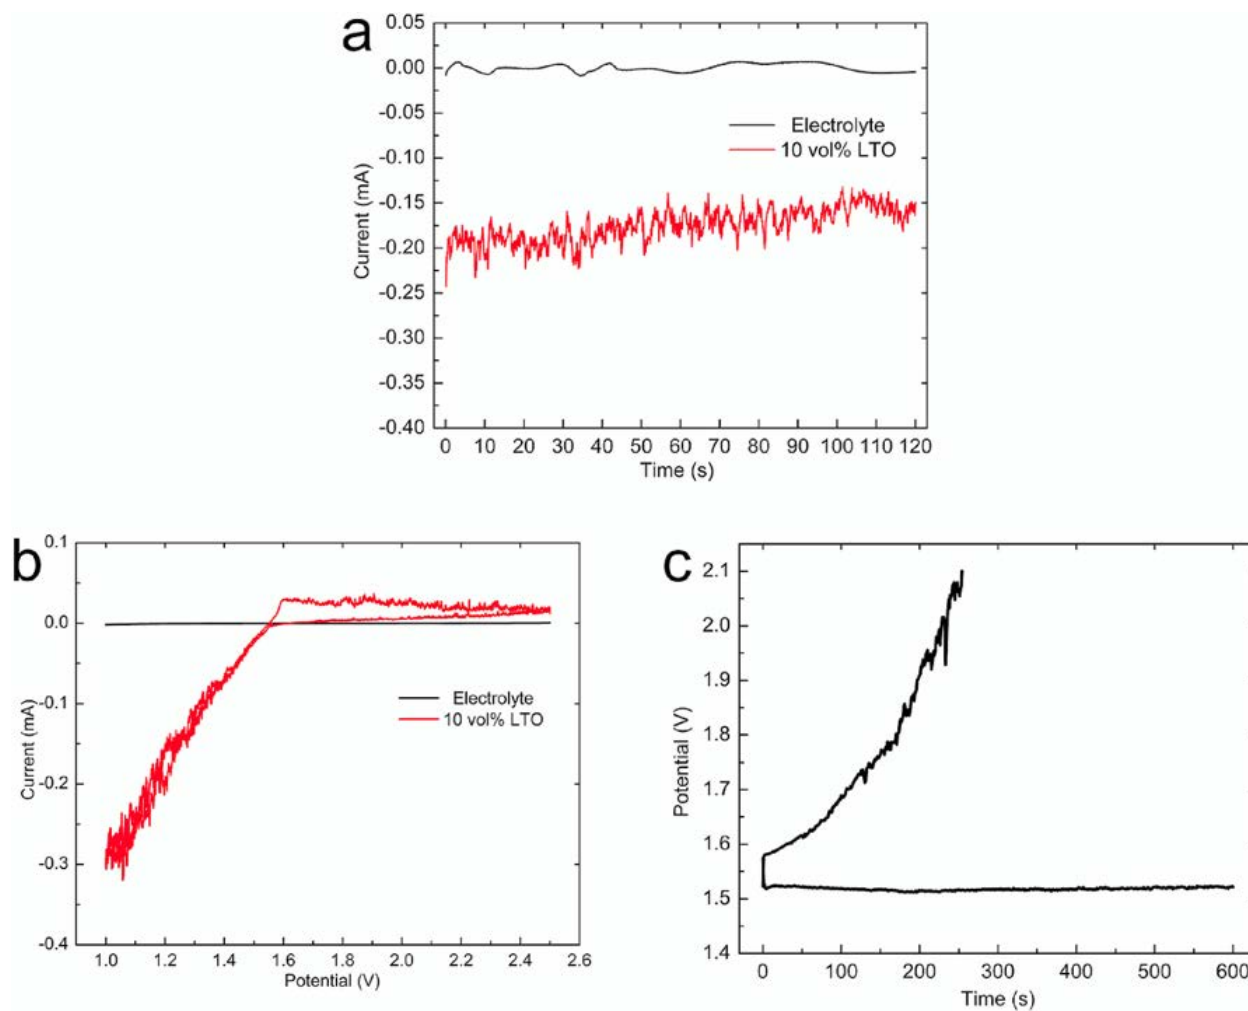 a
0.05
0.00
-0.05
-0.10
-0.15
-0.20
-0.25
-0.30
-0.35
-0.40
Current (mA)
Electrolyte
10 vol% LTO
0 10 20 30 40 50 60 70 80 90 100 110 120
Time (s)
b
0.1
0.0
-0.1
-0.2
-0.3
-0.4
Current (mA)
Electrolyte
10 vol% LTO
1.0 1.2 1.4 1.6 1.8 2.0 2.2 2.4 2.6
Potential (V)
c
2.1
2.0
1.9
1.8
1.7
1.6
1.5
1.4
Potential (V)
0 100 200 300 400 500 600
Time (s)